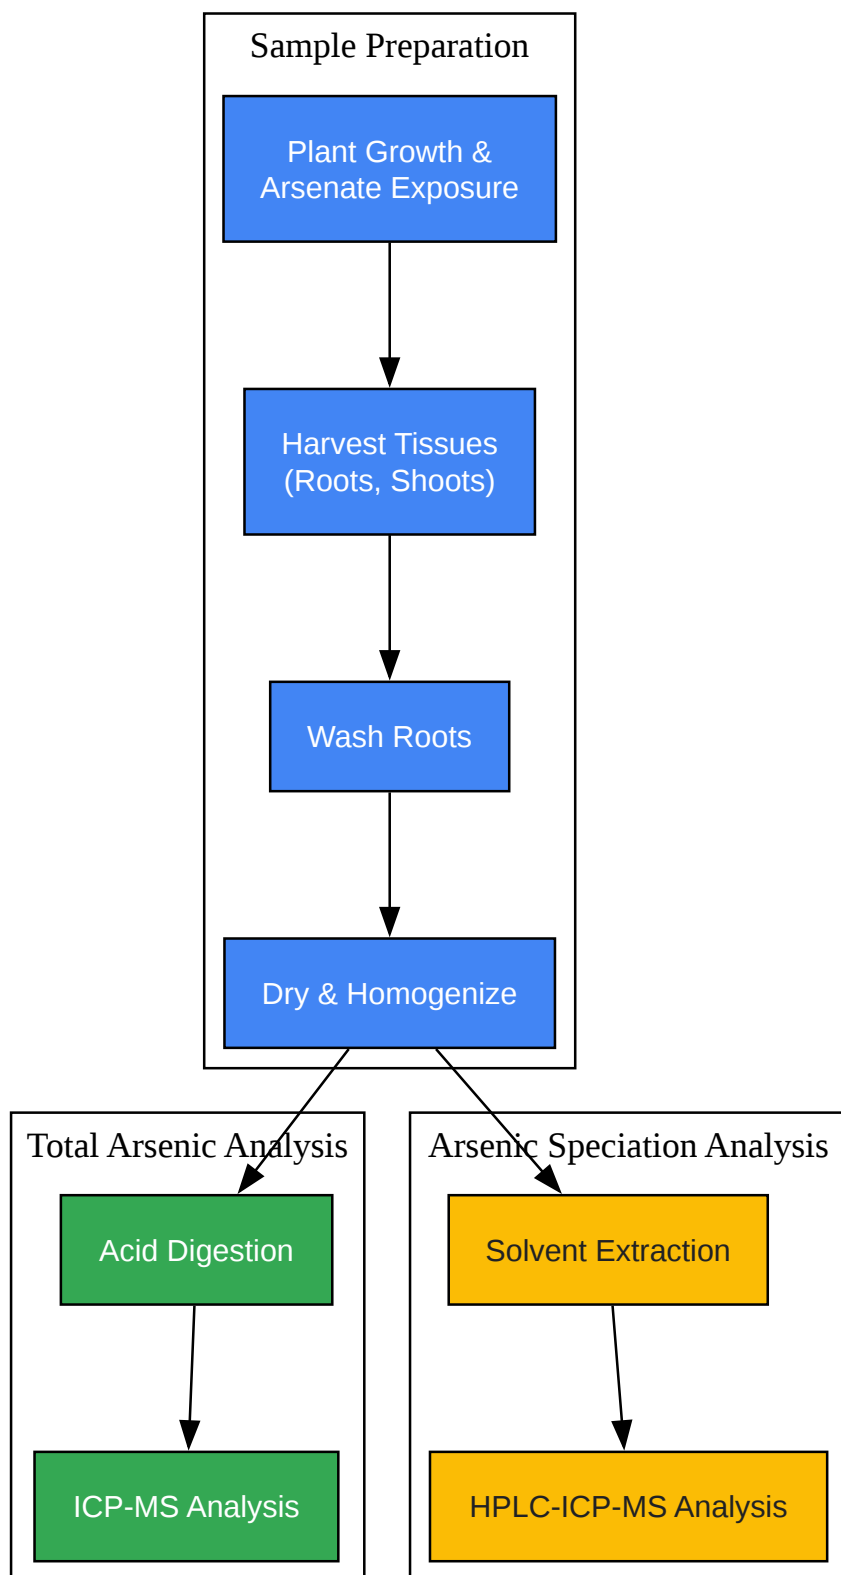 Sample Preparation
Plant Growth &
Arsenate Exposure
Harvest Tissues
(Roots, Shoots)
Wash Roots
Dry & Homogenize
Total Arsenic Analysis
Acid Digestion
ICP-MS Analysis
Arsenic Speciation Analysis
Solvent Extraction
HPLC-ICP-MS Analysis